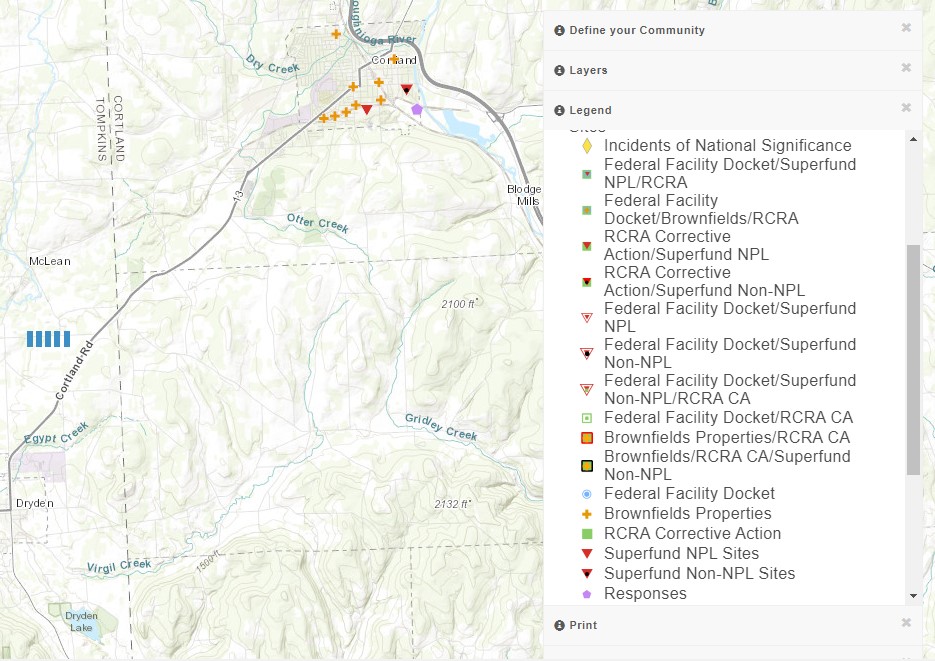 Tioughnioga River
Dry Creek
Cortland
CORTLAND
TOMPKINS
13
Blodge
Mills
Otter Creek
McLean
2100 ft
Cortland-Rd
Gridley Creek
Egypt Creek
Dryden
2132 ft
1500 ft
Virgil Creek
Dryden
Lake
Define your Community
Layers
Legend
Sites
Incidents of National Significance
Federal Facility Docket/Superfund
NPL/RCRA
Federal Facility
Docket/Brownfields/RCRA
RCRA Corrective
Action/Superfund NPL
RCRA Corrective
Action/Superfund Non-NPL
Federal Facility Docket/Superfund
NPL
Federal Facility Docket/Superfund
Non-NPL
Federal Facility Docket/Superfund
Non-NPL/RCRA CA
Federal Facility Docket/RCRA CA
Brownfields Properties/RCRA CA
Brownfields/RCRA CA/Superfund
Non-NPL
Federal Facility Docket
Brownfields Properties
RCRA Corrective Action
Superfund NPL Sites
Superfund Non-NPL Sites
Responses
Print